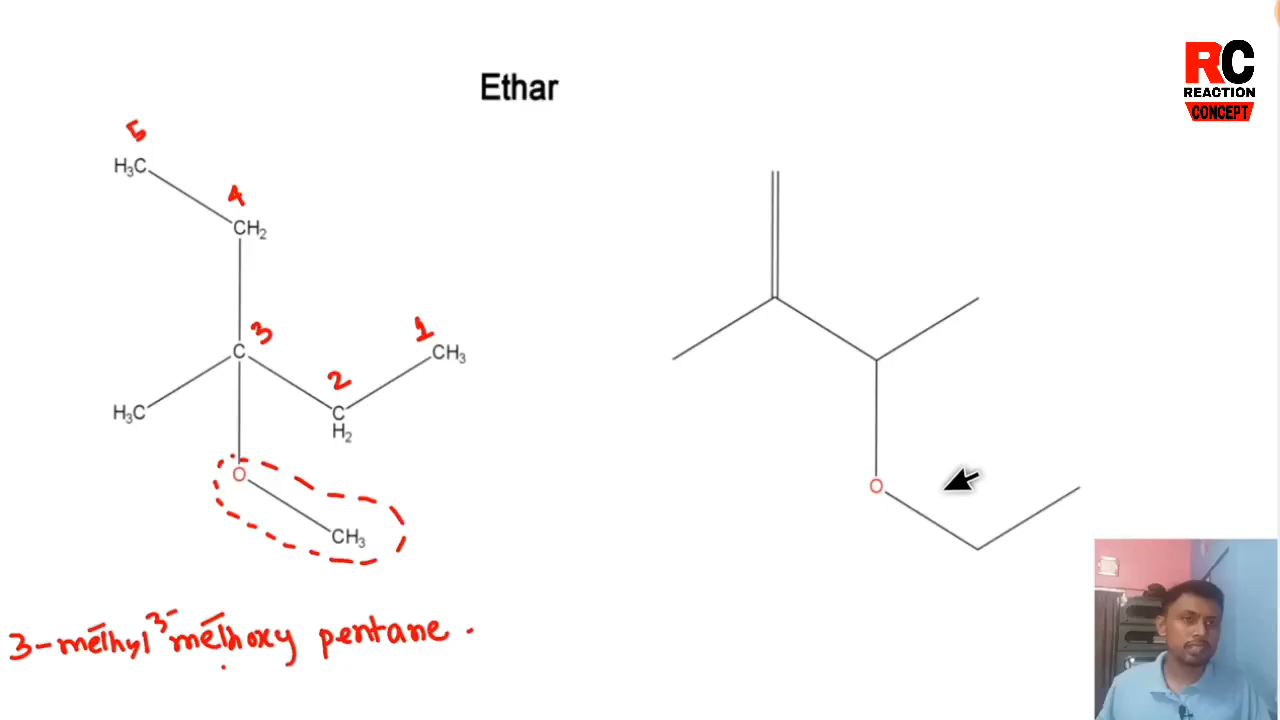 RC
REACTION
CONCEPT
Ethar
5
H₃C
4
CH₂
3
C
1
CH₃
2
H₃C
C
H₂
O
CH₃
O
3-methyl 3-methoxy pentane.